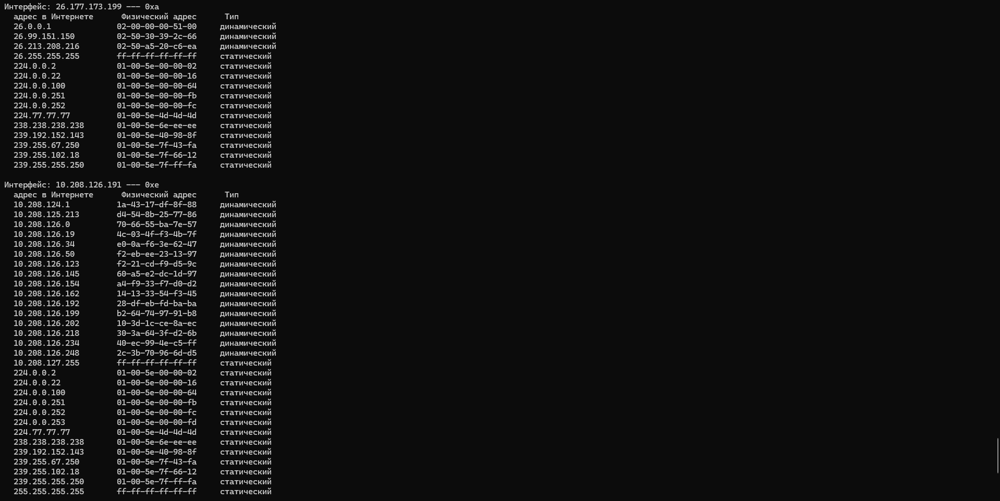 Интерфейс: 26.177.173.199 --- 0xa
адрес в Интернете Физический адрес Тип
26.0.0.1 02-00-00-00-51-00 динамический
26.99.151.150 02-50-30-39-2c-66 динамический
26.213.208.216 02-50-a5-20-c6-ea динамический
26.255.255.255 ff-ff-ff-ff-ff-ff статический
224.0.0.2 01-00-5e-00-00-02 статический
224.0.0.22 01-00-5e-00-00-16 статический
224.0.0.100 01-00-5e-00-00-64 статический
224.0.0.251 01-00-5e-00-00-fb статический
224.0.0.252 01-00-5e-00-00-fc статический
224.77.77.77 01-00-5e-4d-4d-4d статический
238.238.238.238 01-00-5e-6e-ee-ee статический
239.192.152.143 01-00-5e-40-98-8f статический
239.255.67.250 01-00-5e-7f-43-fa статический
239.255.102.18 01-00-5e-7f-66-12 статический
239.255.255.250 01-00-5e-7f-ff-fa статический
Интерфейс: 10.208.126.191 --- 0xe
адрес в Интернете Физический адрес Тип
10.208.124.1 1a-43-17-df-8f-88 динамический
10.208.125.213 d4-54-8b-25-77-86 динамический
10.208.126.0 70-66-55-ba-7e-57 динамический
10.208.126.19 4c-03-4f-f3-4b-7f динамический
10.208.126.34 e0-0a-f6-3e-62-47 динамический
10.208.126.50 f2-eb-ee-23-13-97 динамический
10.208.126.123 f2-21-cd-f9-d5-9c динамический
10.208.126.145 60-a5-e2-dc-1d-97 динамический
10.208.126.154 a4-f9-33-f7-d0-d2 динамический
10.208.126.162 14-13-33-54-f3-45 динамический
10.208.126.192 28-df-eb-fd-ba-ba динамический
10.208.126.199 b2-64-74-97-91-b8 динамический
10.208.126.202 10-3d-1c-ce-8a-ec динамический
10.208.126.218 30-3a-64-3f-d2-6b динамический
10.208.126.234 40-ec-99-4e-c5-ff динамический
10.208.126.248 2c-3b-70-96-6d-d5 динамический
10.208.127.255 ff-ff-ff-ff-ff-ff статический
224.0.0.2 01-00-5e-00-00-02 статический
224.0.0.22 01-00-5e-00-00-16 статический
224.0.0.100 01-00-5e-00-00-64 статический
224.0.0.251 01-00-5e-00-00-fb статический
224.0.0.252 01-00-5e-00-00-fc статический
224.0.0.253 01-00-5e-00-00-fd статический
224.77.77.77 01-00-5e-4d-4d-4d статический
238.238.238.238 01-00-5e-6e-ee-ee статический
239.192.152.143 01-00-5e-40-98-8f статический
239.255.67.250 01-00-5e-7f-43-fa статический
239.255.102.18 01-00-5e-7f-66-12 статический
239.255.255.250 01-00-5e-7f-ff-fa статический
255.255.255.255 ff-ff-ff-ff-ff-ff статический